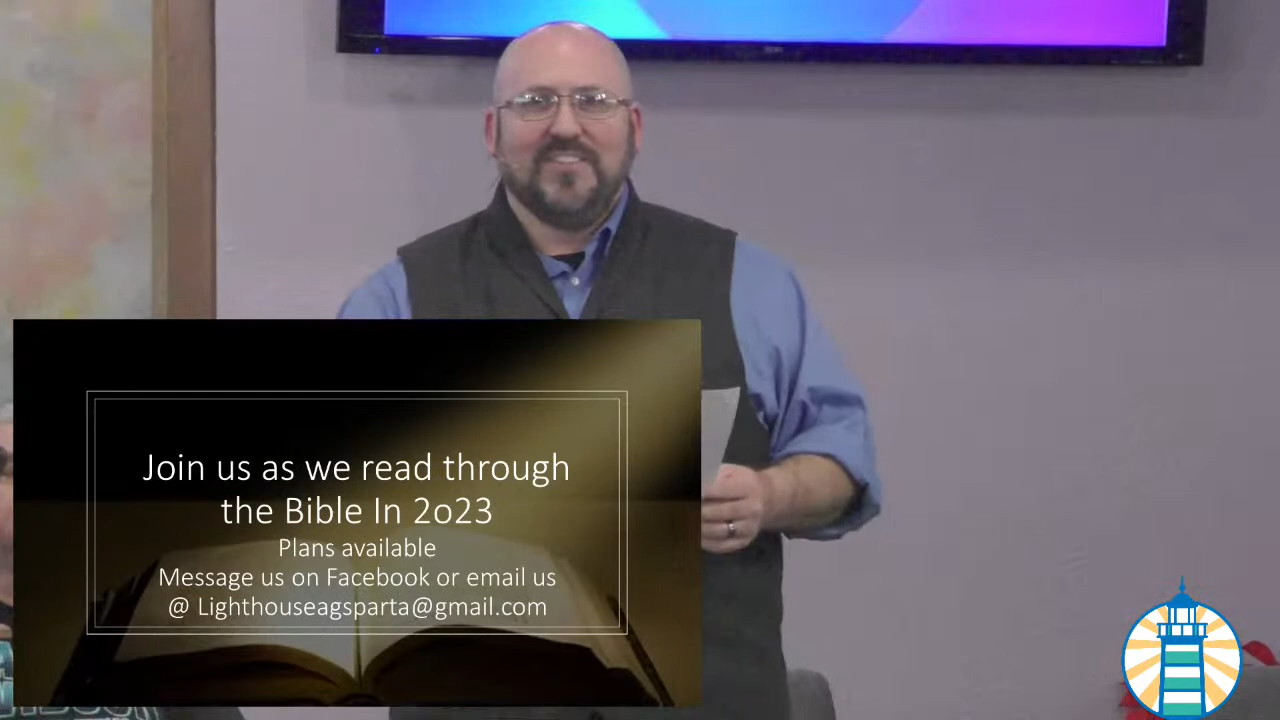 Join us as we read through
the Bible In 2o23
Plans available
Message us on Facebook or email us
@ Lighthouseagsparta@gmail.com